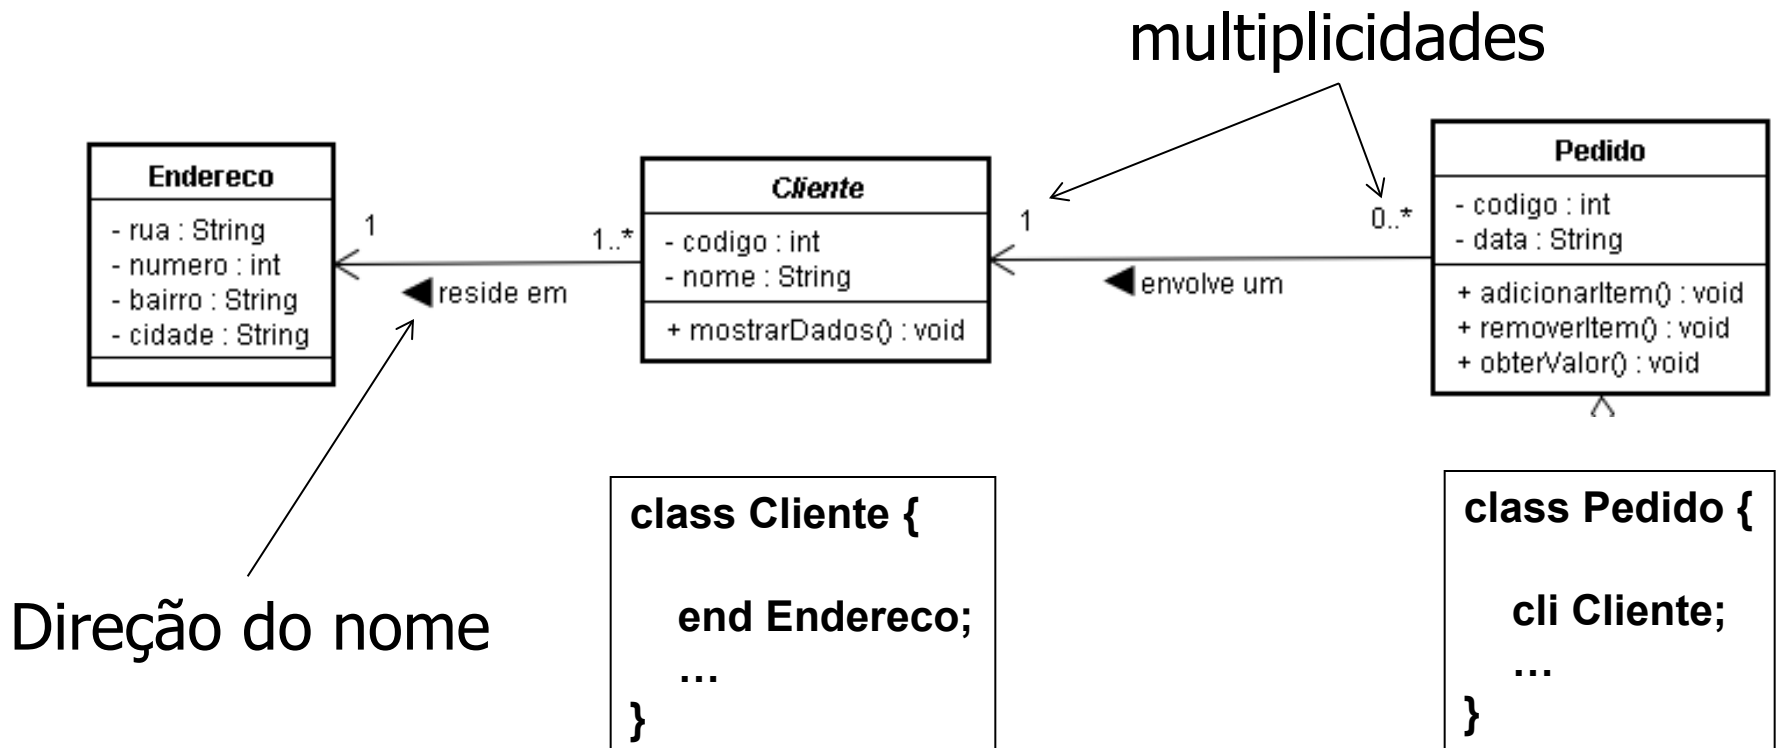 multiplicidades
Endereco
- rua : String
- numero : int
- bairro : String
- cidade : String
1
1..*
reside em
Cliente
- codigo : int
- nome : String
+ mostrarDados() : void
1
0..*
envolve um
Pedido
- codigo : int
- data : String
+ adicionarItem() : void
+ removerItem() : void
+ obterValor() : void
Direção do nome
class Cliente {
end Endereco;
...
}
class Pedido {
cli Cliente;
...
}